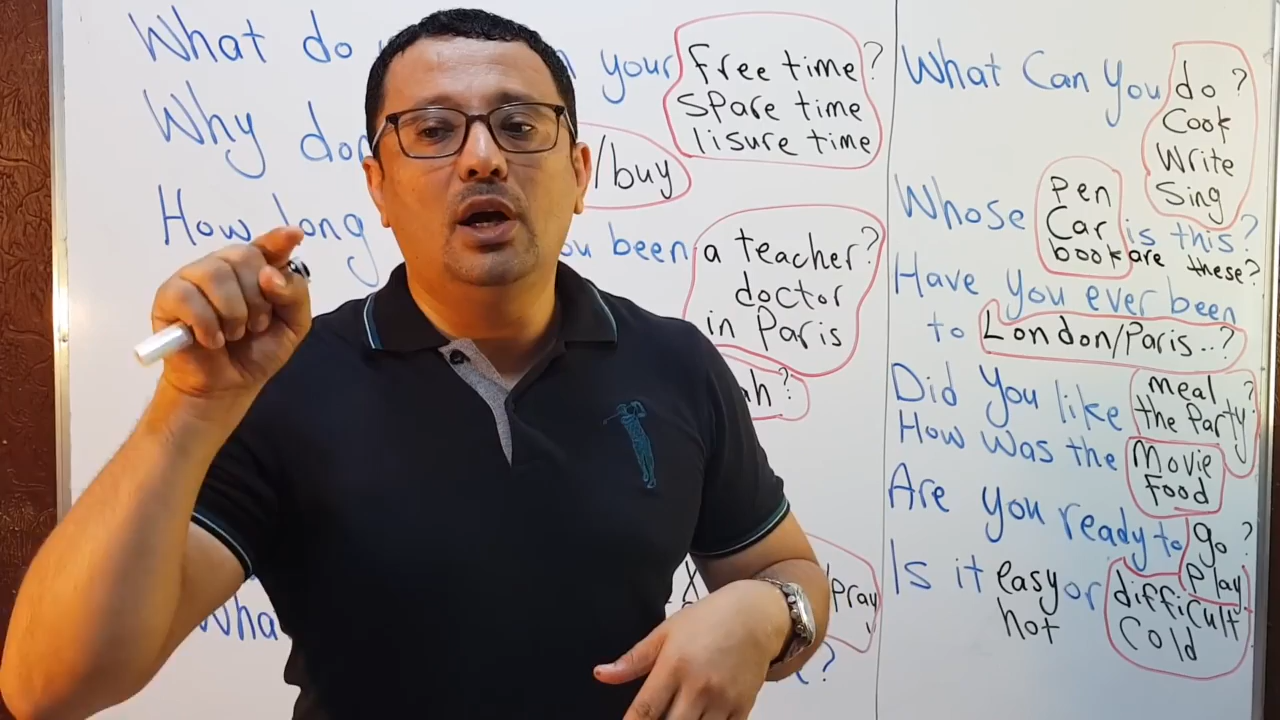 What do your free time?
spare time
lisure time
Why /buy
How long been a teacher?
doctor
in Paris
?
pray
?
What Can You do?
Cook
Write
Sing
Whose pen is this?
Car
book are these?
Have you ever been
to London/Paris..?
Did You like meal?
the Party
How was the Movie
Food
Are you ready to go?
Play
Is it easy or difficult
hot Cold